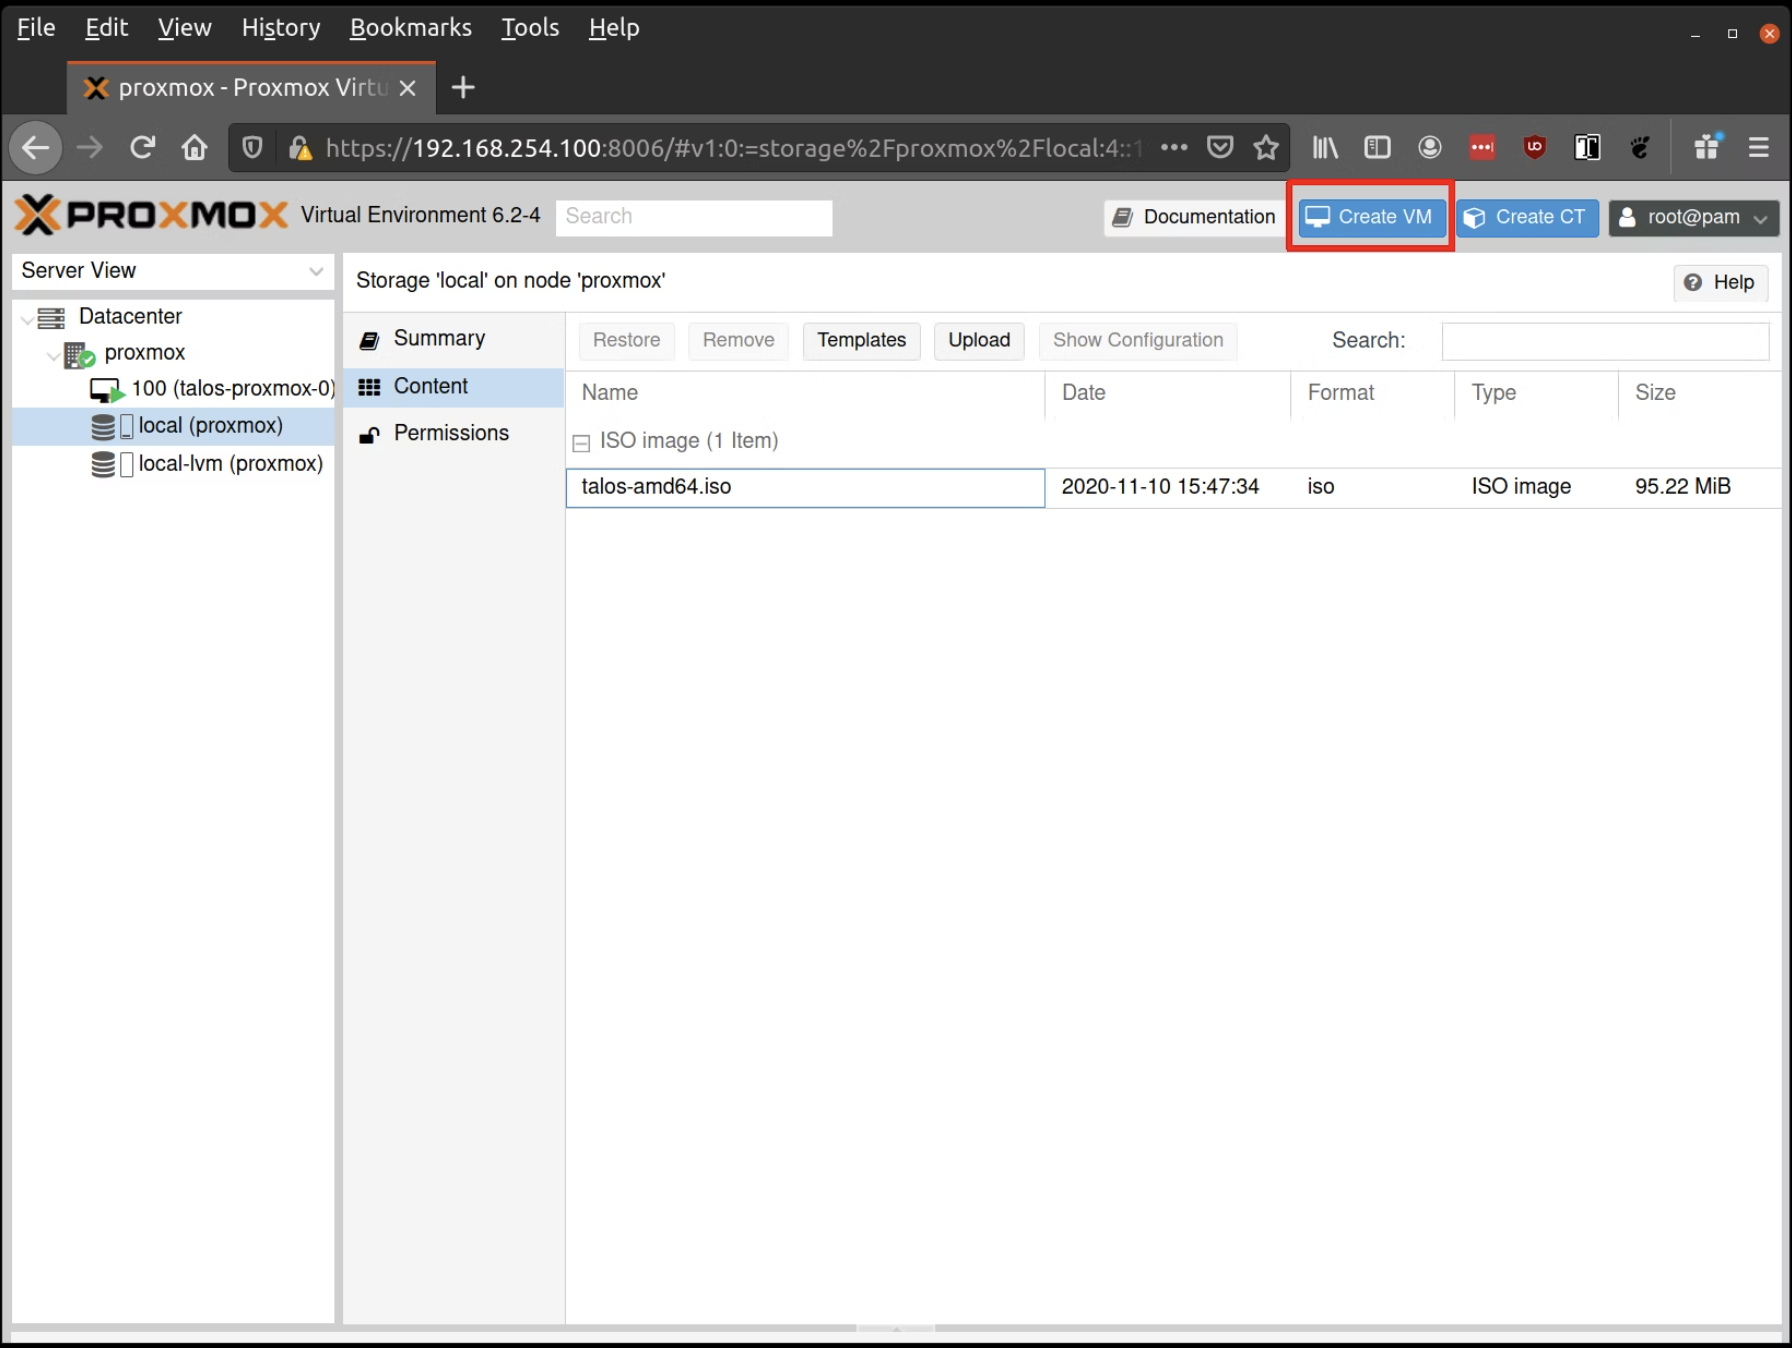 File Edit View History Bookmarks Tools Help
proxmox - Proxmox Virtu
https://192.168.254.100:8006/#v1:0:=storage%2Fproxmox%2Flocal:4::1
PROXMOX Virtual Environment 6.2-4 Search Documentation Create VM Create CT root@pam
Server View
Datacenter
proxmox
100 (talos-proxmox-0)
local (proxmox)
local-lvm (proxmox)
Storage 'local' on node 'proxmox' Help
Summary
Content
Permissions
Restore Remove Templates Upload Show Configuration Search:
Name Date Format Type Size
ISO image (1 Item)
talos-amd64.iso 2020-11-10 15:47:34 iso ISO image 95.22 MiB